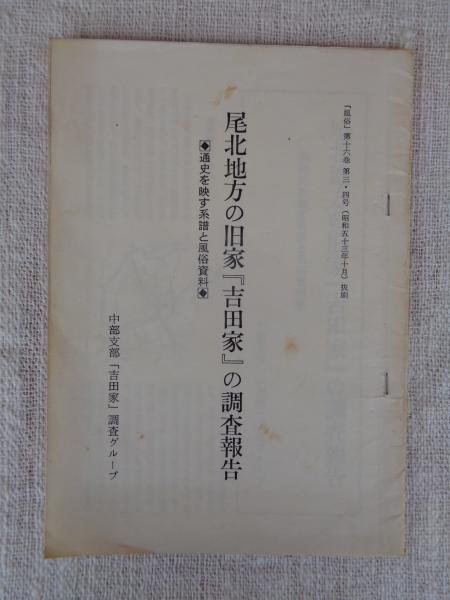 「風俗」第十六巻 第三・四号（昭和五十三年十月）抜刷
尾北地方の旧家『吉田家』の調査報告
◆通史を映す系譜と風俗資料◆
中部支部「吉田家」調査グループ